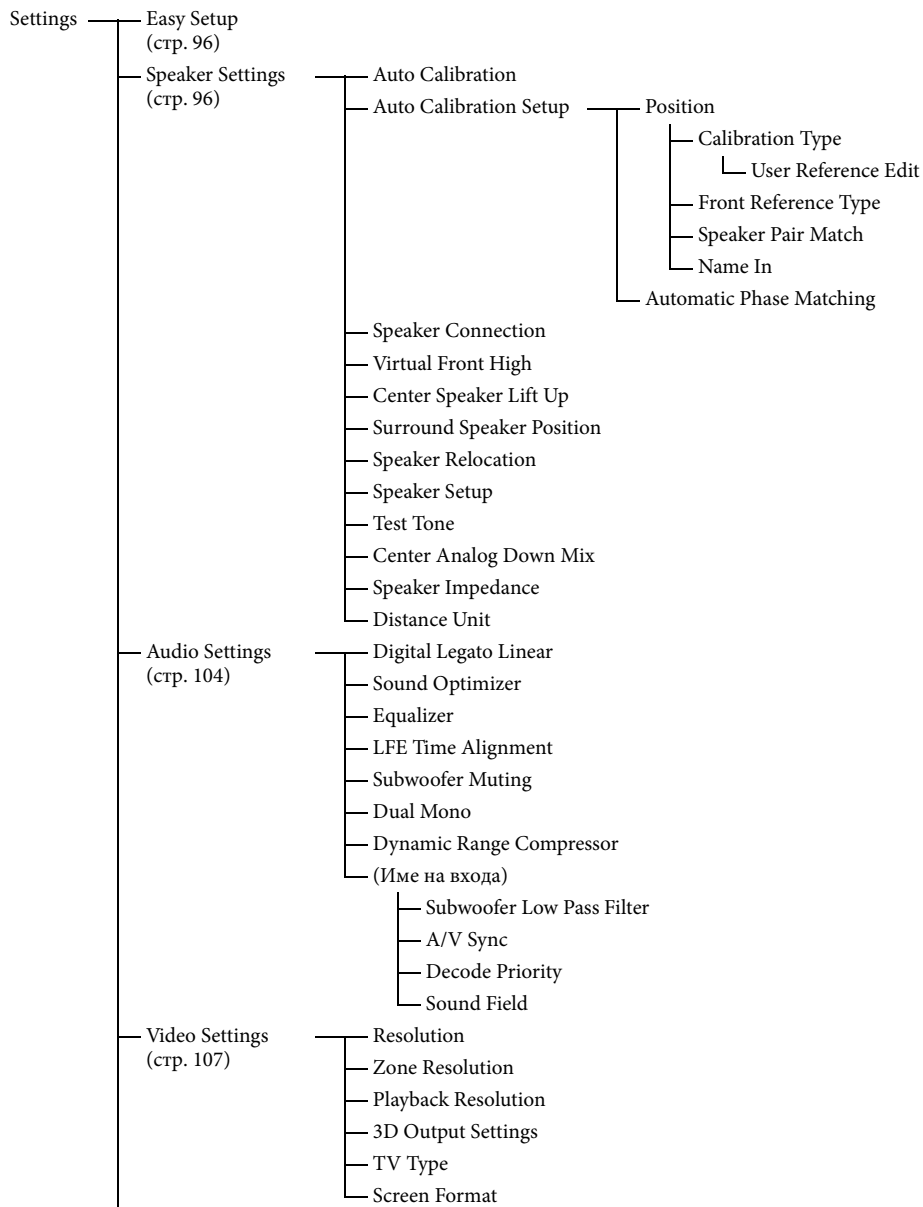 Settings
Easy Setup
(стр. 96)
Speaker Settings
(стр. 96)
Auto Calibration
Auto Calibration Setup
Position
Calibration Type
User Reference Edit
Front Reference Type
Speaker Pair Match
Name In
Automatic Phase Matching
Speaker Connection
Virtual Front High
Center Speaker Lift Up
Surround Speaker Position
Speaker Relocation
Speaker Setup
Test Tone
Center Analog Down Mix
Speaker Impedance
Distance Unit
Audio Settings
(стр. 104)
Digital Legato Linear
Sound Optimizer
Equalizer
LFE Time Alignment
Subwoofer Muting
Dual Mono
Dynamic Range Compressor
(Име на входа)
Subwoofer Low Pass Filter
A/V Sync
Decode Priority
Sound Field
Video Settings
(стр. 107)
Resolution
Zone Resolution
Playback Resolution
3D Output Settings
TV Type
Screen Format